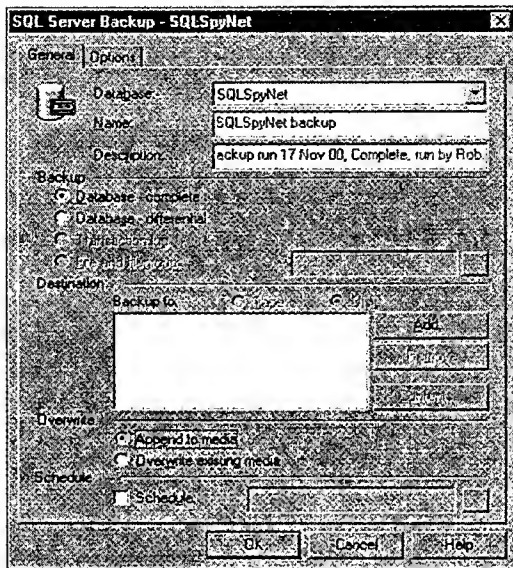 SQL Server Backup - SQLSpyNet
General Options
Database: SQLSpyNet
Name: SQLSpyNet backup
Description: ackup run 17 Nov 00, Complete, run by Rob.
Backup
Database - complete
Database - differential
Destination
Backup to:
Add...
Overwrite
Append to media
Overwrite existing media
Schedule
Schedule:
OK Cancel Help